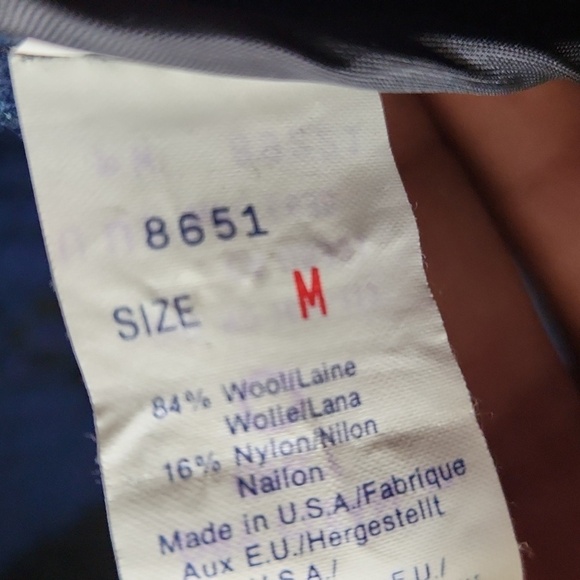 8651
SIZE M
84% Wool/Laine
Wolle/Lana
16% Nylon/Nilon
Nailon
Made in U.S.A./Fabrique
Aux E.U./Hergestellt
U.S.A./ E.U./